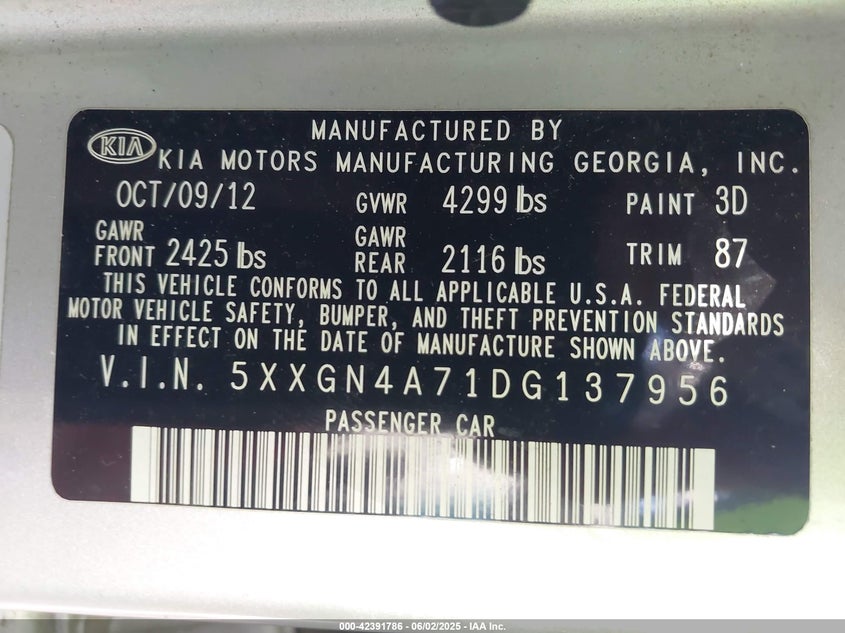 MANUFACTURED BY
KIA KIA MOTORS MANUFACTURING GEORGIA, INC.
OCT/09/12 GVWR 4299 lbs PAINT 3D
GAWR FRONT 2425 lbs GAWR REAR 2116 lbs TRIM 87
THIS VEHICLE CONFORMS TO ALL APPLICABLE U.S.A. FEDERAL
MOTOR VEHICLE SAFETY, BUMPER, AND THEFT PREVENTION STANDARDS
IN EFFECT ON THE DATE OF MANUFACTURE SHOWN ABOVE.
V.I.N. 5XXGN4A71DG137956
PASSENGER CAR
000-42391786 - 06/02/2025 - IAA Inc.